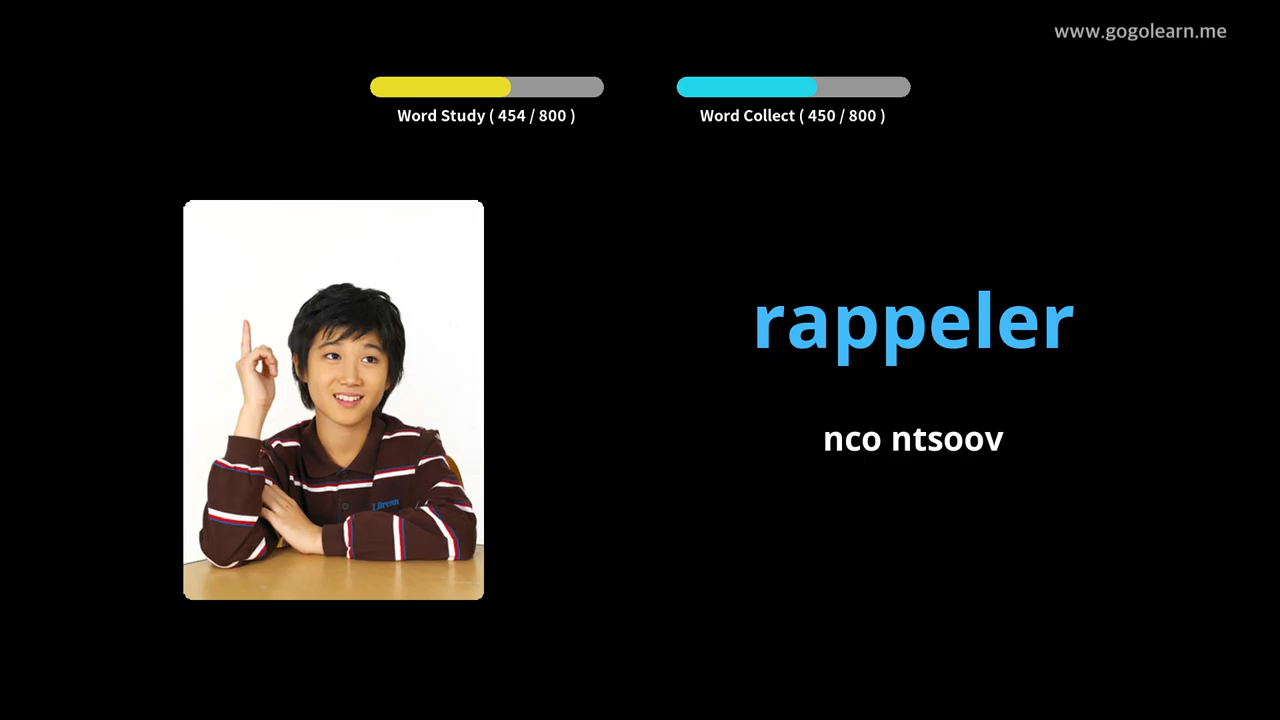 www.gogolearn.me
Word Study ( 454 / 800 )
Word Collect ( 450 / 800 )
rappeler
nco ntsoov